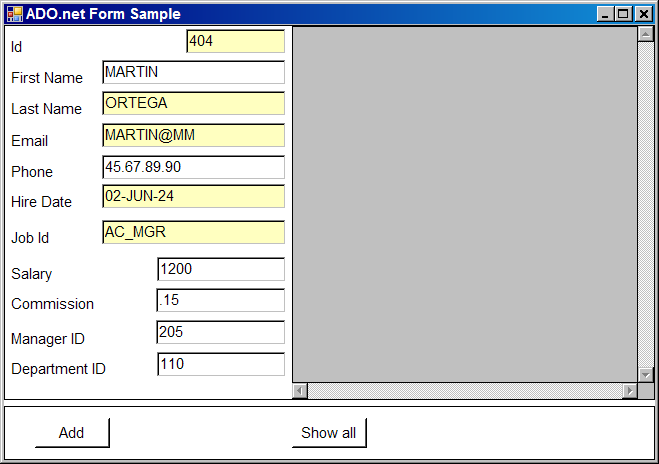 ADO.net Form Sample
Id 404
First Name MARTIN
Last Name ORTEGA
Email MARTIN@MM
Phone 45.67.89.90
Hire Date 02-JUN-24
Job Id AC_MGR
Salary 1200
Commission .15
Manager ID 205
Department ID 110
Add Show all